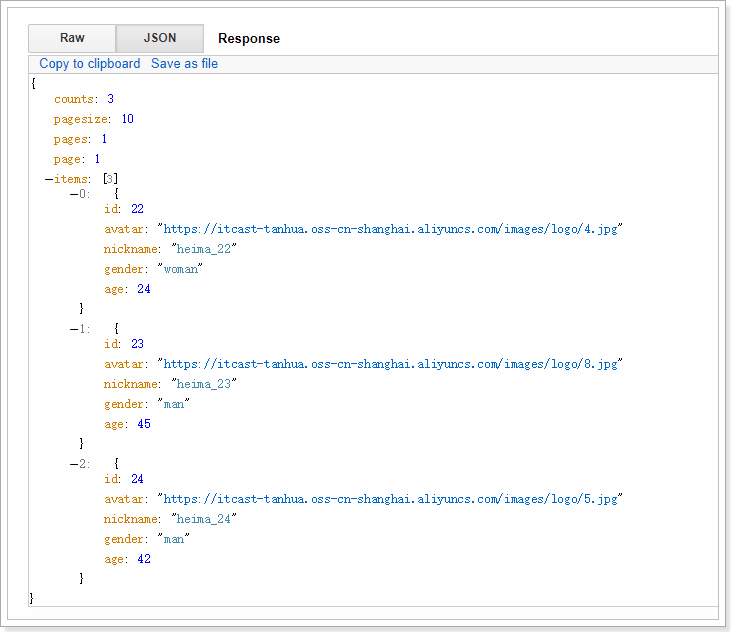 Raw JSON Response
Copy to clipboard Save as file
{
counts: 3
pagesize: 10
pages: 1
page: 1
−items: [3]
−0: {
id: 22
avatar: "https://itcast-tanhua.oss-cn-shanghai.aliyuncs.com/images/logo/4.jpg"
nickname: "heima_22"
gender: "woman"
age: 24
}
−1: {
id: 23
avatar: "https://itcast-tanhua.oss-cn-shanghai.aliyuncs.com/images/logo/8.jpg"
nickname: "heima_23"
gender: "man"
age: 45
}
−2: {
id: 24
avatar: "https://itcast-tanhua.oss-cn-shanghai.aliyuncs.com/images/logo/5.jpg"
nickname: "heima_24"
gender: "man"
age: 42
}
}